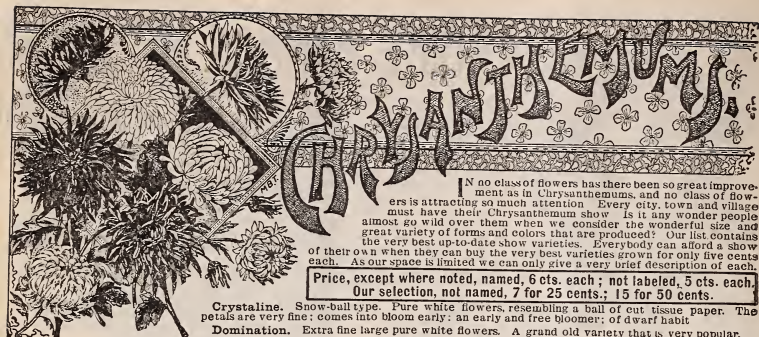 CHRYSANTHEMUMS.
IN no class of flowers has there been so great improve-
ment as in Chrysanthemums, and no class of flow-
ers is attracting so much attention Every city, town and village
must have their Chrysanthemum show Is it any wonder people
almost go wild over them when we consider the wonderful size and
great variety of forms and colors that are produced? Our list contains
the very best up-to-date show varieties. Everybody can afford a show
of their own when they can buy the very best varieties grown for only five cents
each. As our space is limited we can only give a very brief description of each.
Price, except where noted, named, 6 cts. each; not labeled, 5 cts. each.
Our selection, not named, 7 for 25 cents.; 15 for 50 cents.
Crystaline. Snow-ball type. Pure white flowers, resembling a ball of cut tissue paper. The
petals are very fine; comes into bloom early: an early and free bloomer; of dwarf habit
Domination. Extra fine large pure white flowers. A grand old variety that is very popular.